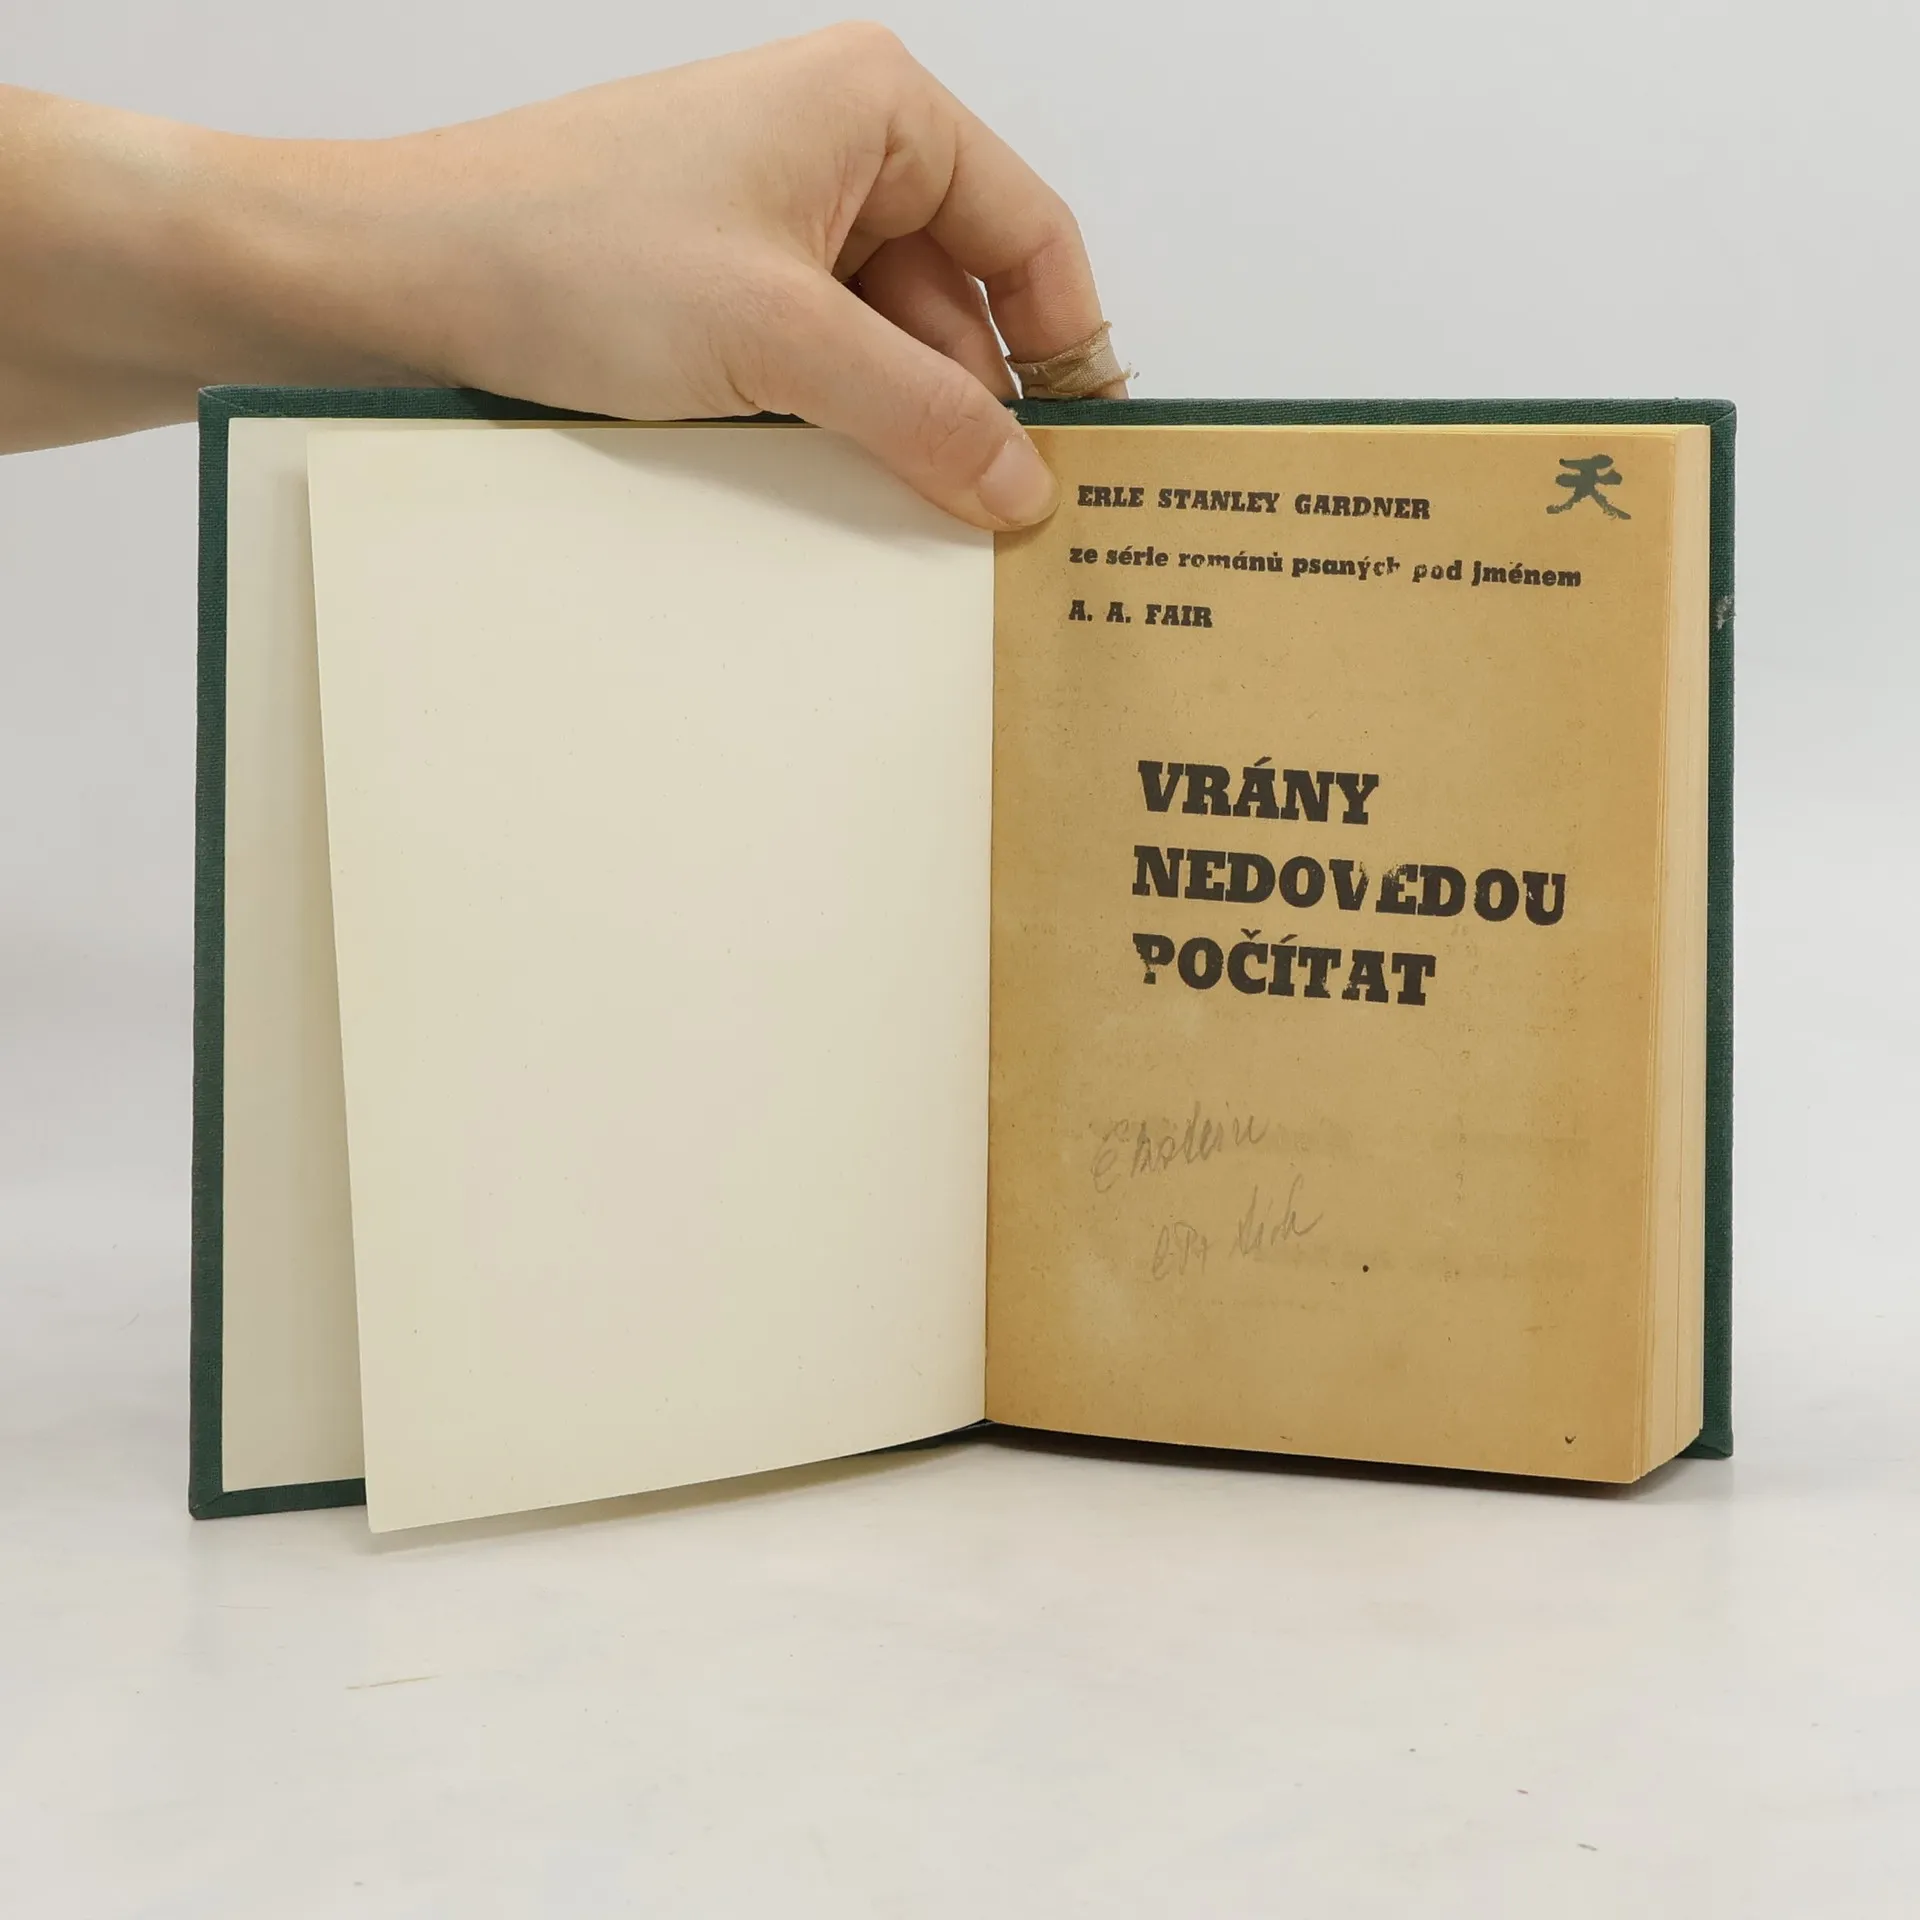 ERLE STANLEY GARDNER
ze série románů psaných pod jménem
A. A. FAIR
VRÁNY
NEDOVEDOU
POČÍTAT